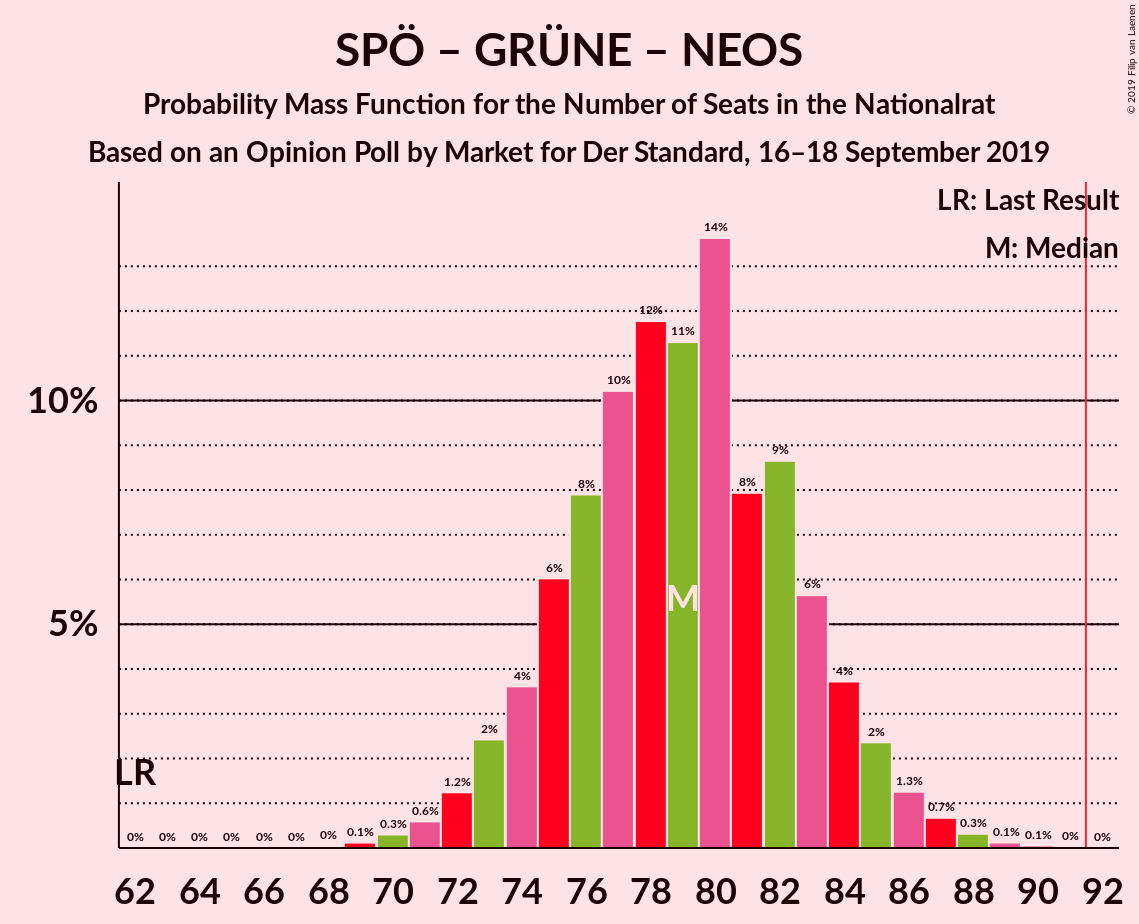 SPÖ – GRÜNE – NEOS
Probability Mass Function for the Number of Seats in the Nationalrat
Based on an Opinion Poll by Market for Der Standard, 16–18 September 2019
© 2019 Filip van Laenen
LR: Last Result
M: Median
14%
12%
11%
10%
10%
9%
8%
8%
6%
6%
M
5%
4%
4%
2%
2%
LR
1.2%
1.3%
0.6%
0.7%
0% 0% 0% 0% 0% 0% 0% 0.1% 0.3% 0.3% 0.1% 0.1% 0% 0%
62 64 66 68 70 72 74 76 78 80 82 84 86 88 90 92